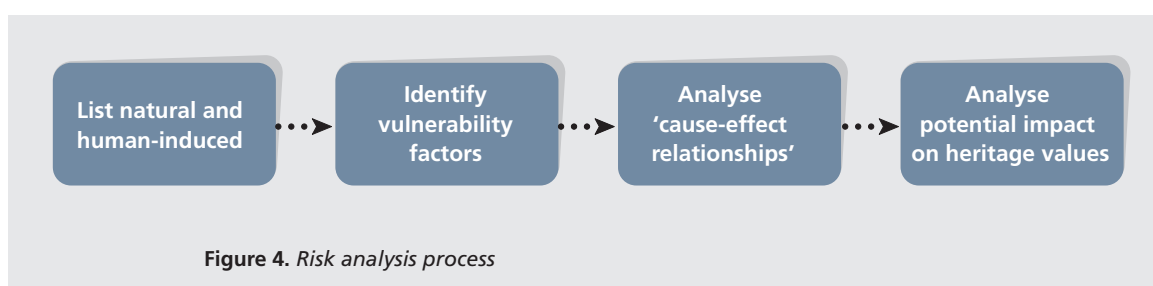 List natural and
human-induced
Identify
vulnerability
factors
Analyse
‘cause-effect
relationships’
Analyse
potential impact
on heritage values
Figure 4. Risk analysis process